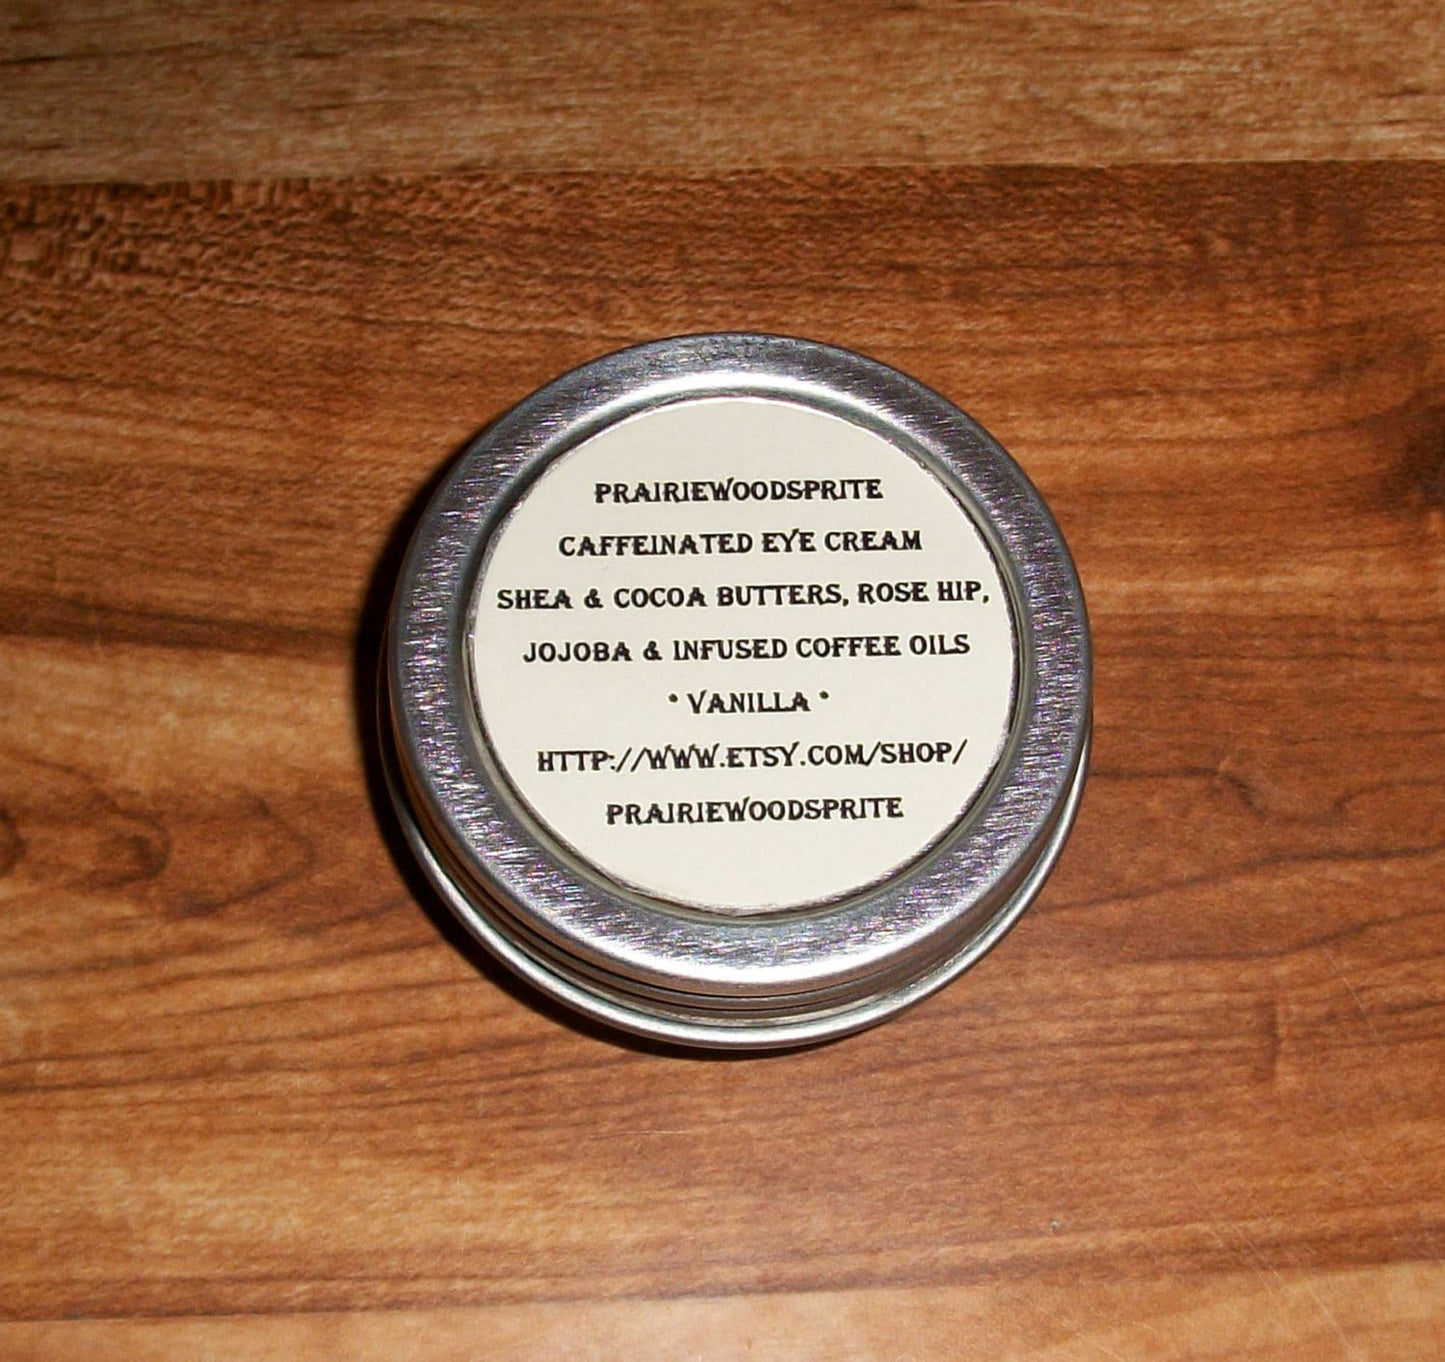 PRAIRIEWOODSPRITE
CAFFEINATED EYE CREAM
SHEA & COCOA BUTTERS, ROSE HIP,
JOJOBA & INFUSED COFFEE OILS
* VANILLA *
HTTP://WWW.ETSY.COM/SHOP/
PRAIRIEWOODSPRITE